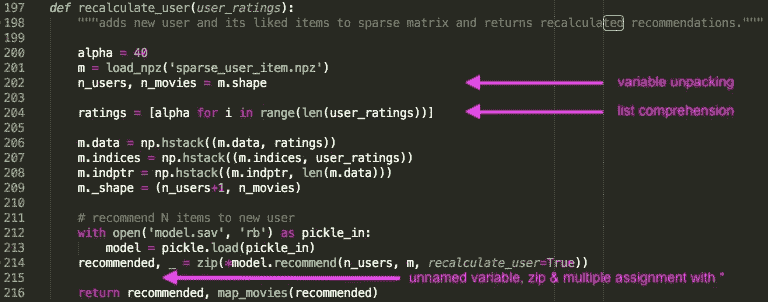 197 def recalculate_user(user_ratings):
198 """adds new user and its liked items to sparse matrix and returns recalculated recommendations."""
199
200 alpha = 40
201 m = load_npz('sparse_user_item.npz')
202 n_users, n_movies = m.shape variable unpacking
203
204 ratings = [alpha for i in range(len(user_ratings))] list comprehension
205
206 m.data = np.hstack((m.data, ratings))
207 m.indices = np.hstack((m.indices, user_ratings))
208 m.indptr = np.hstack((m.indptr, len(m.data)))
209 m._shape = (n_users+1, n_movies)
210
211 # recommend N items to new user
212 with open('model.sav', 'rb') as pickle_in:
213 model = pickle.load(pickle_in)
214 recommended, _ = zip(*model.recommend(n_users, m, recalculate_user=True))
215 unnamed variable, zip & multiple assignment with *
216 return recommended, map_movies(recommended)